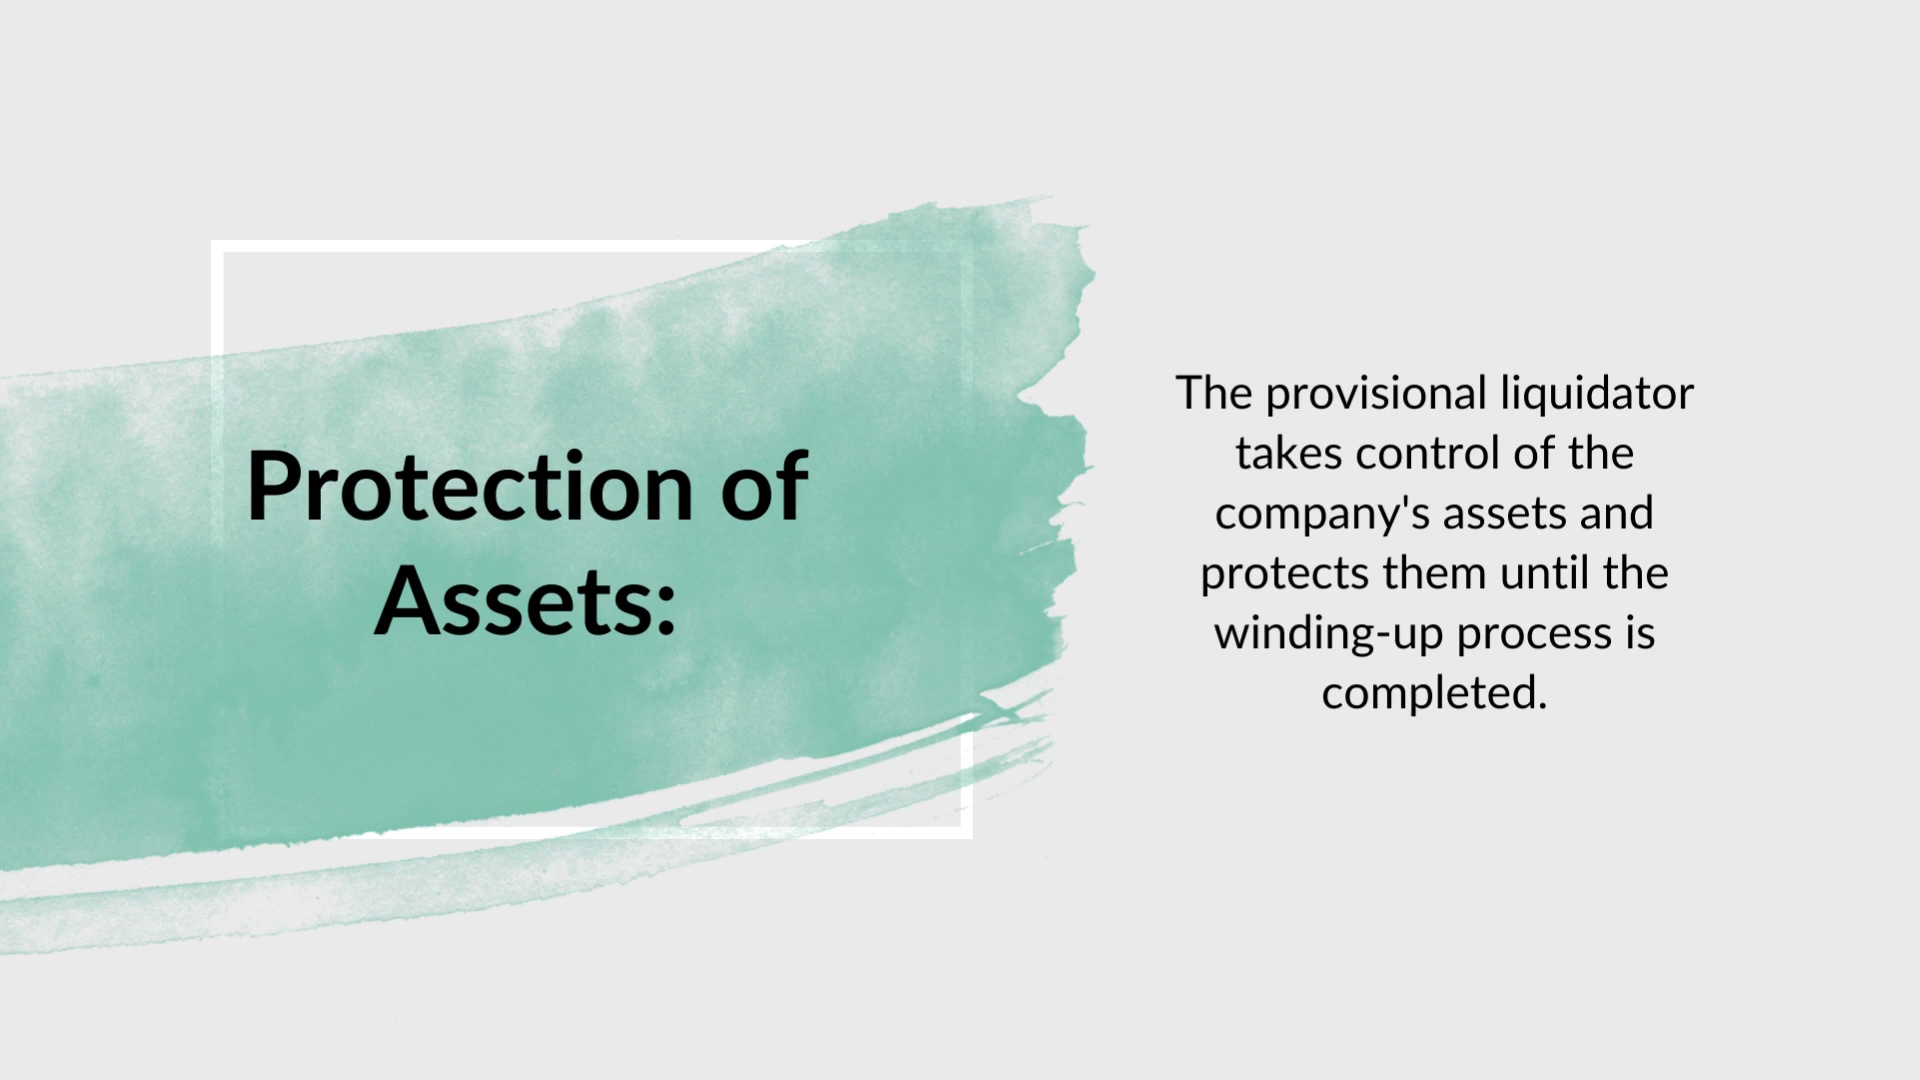 Protection of
Assets:
The provisional liquidator
takes control of the
company's assets and
protects them until the
winding-up process is
completed.